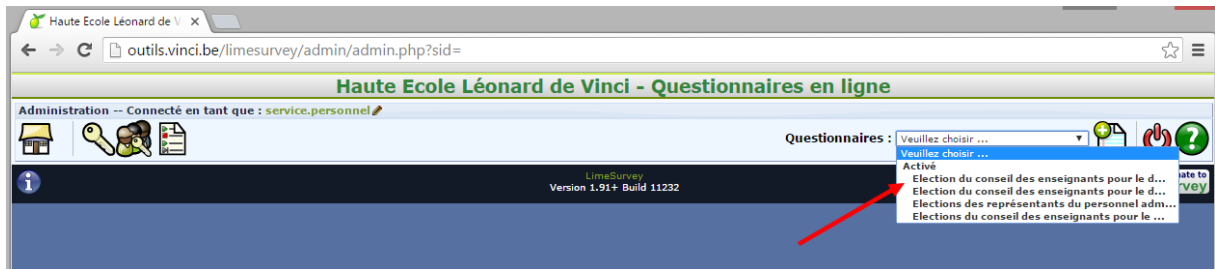 Haute Ecole Léonard de V
outils.vinci.be/limesurvey/admin/admin.php?sid=
Haute Ecole Léonard de Vinci - Questionnaires en ligne
Administration -- Connecté en tant que : service.personnel
Questionnaires : Veuillez choisir ...
Veuillez choisir ...
Activé
Election du conseil des enseignants pour le d...
Election du conseil des enseignants pour le d...
Elections des représentants du personnel adm...
Elections du conseil des enseignants pour le ...
LimeSurvey
Version 1.91+ Build 11232
ate to
rvey